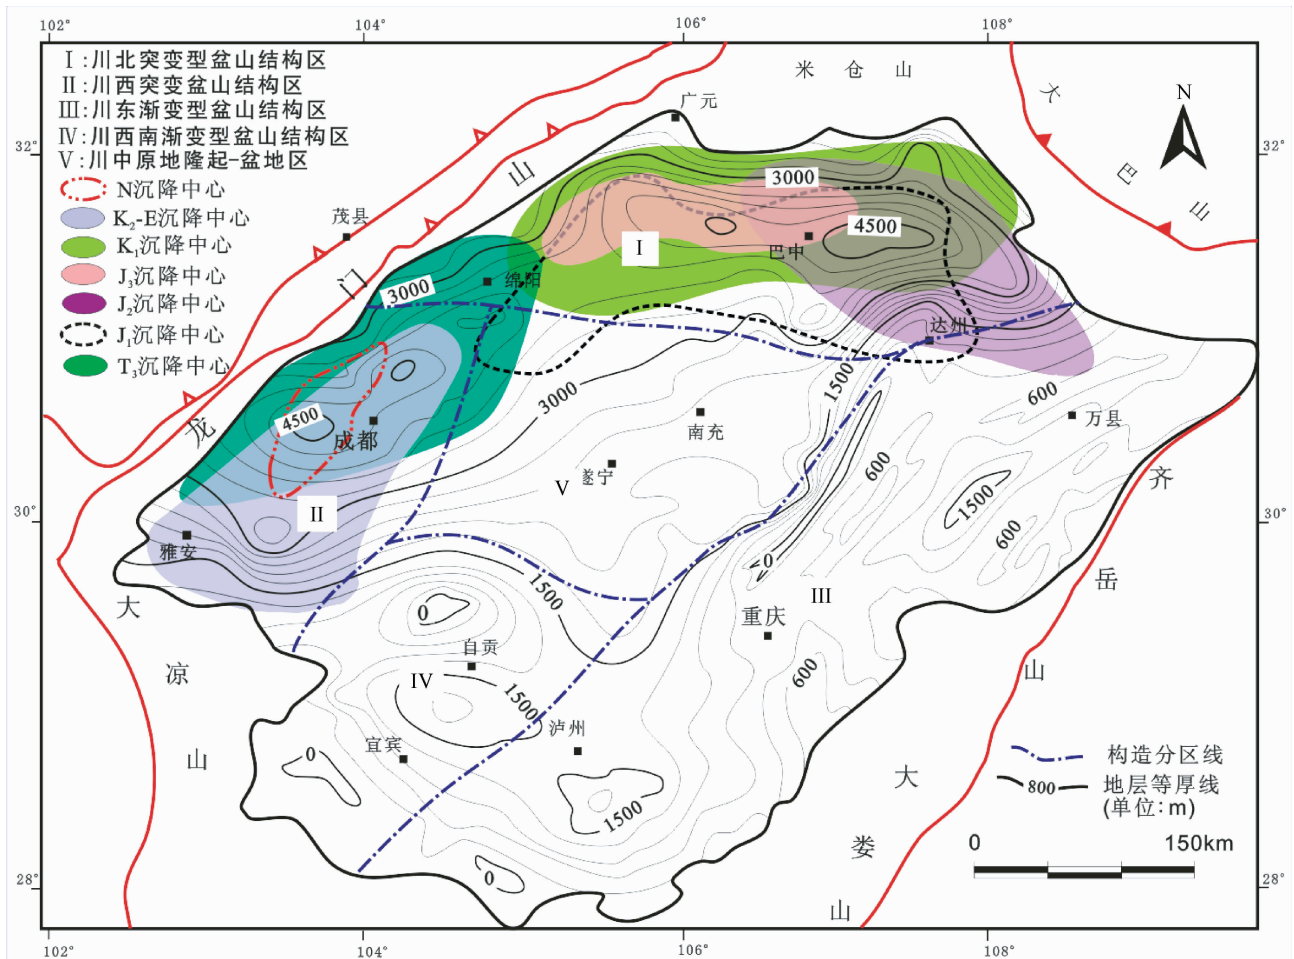 102° 104° 106° 108°
Ⅰ:川北突变型盆山结构区
Ⅱ:川西突变盆山结构区
Ⅲ:川东渐变型盆山结构区
Ⅳ:川西南渐变型盆山结构区
Ⅴ:川中原地隆起-盆地区
N沉降中心
K₂-E沉降中心
K₁沉降中心
J₃沉降中心
J₂沉降中心
J₁沉降中心
T₃沉降中心
米仓山
大巴山
N
广元
32°
32°
龙门山
茂县
3000
4500
Ⅰ
巴中
绵阳
3000
达州
1500
600
万县
3000
南充
4500
成都
遂宁
Ⅴ
Ⅱ
600
1500
600
30°
30°
雅安
0
Ⅲ
重庆
1500
0
自贡
Ⅳ
1500
600
泸州
宜宾
0
1500
0
大凉山
齐岳山
大娄山
构造分区线
800
地层等厚线
(单位:m)
0 150km
28°
28°
102° 104° 106° 108°